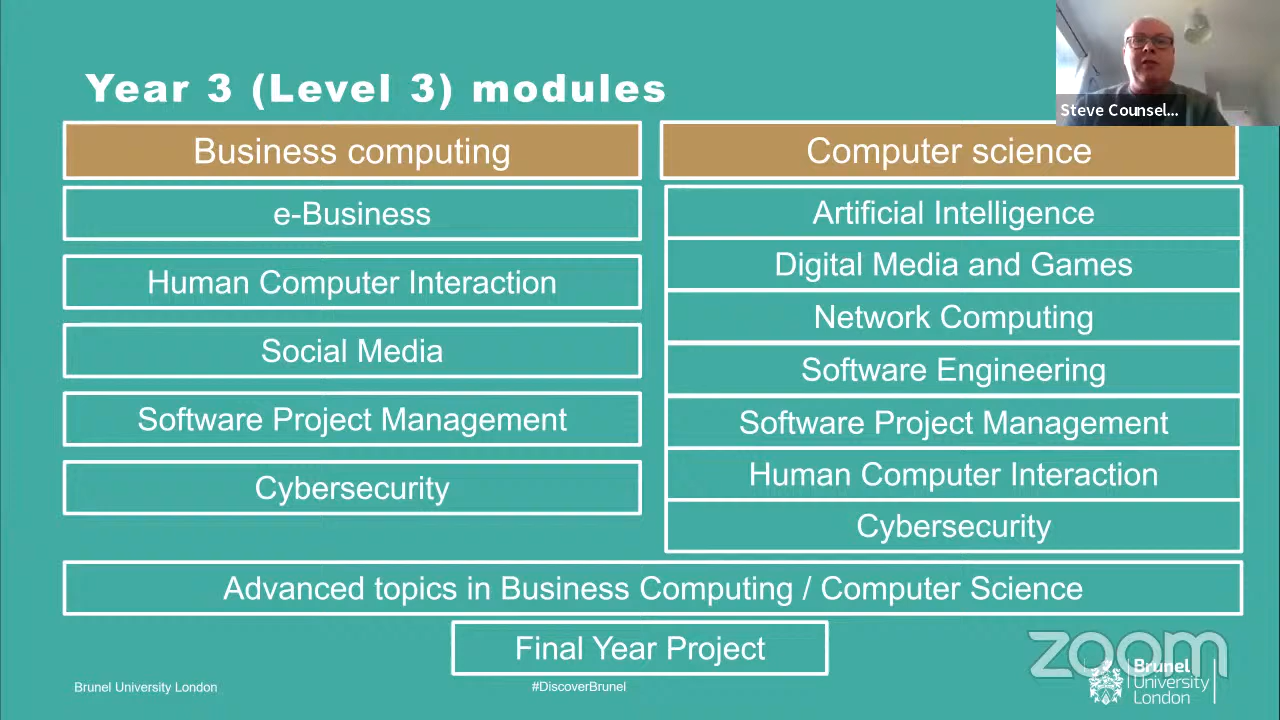 Year 3 (Level 3) modules
Steve Counsel...
Business computing
e-Business
Human Computer Interaction
Social Media
Software Project Management
Cybersecurity
Computer science
Artificial Intelligence
Digital Media and Games
Network Computing
Software Engineering
Software Project Management
Human Computer Interaction
Cybersecurity
Advanced topics in Business Computing / Computer Science
Final Year Project
Brunel University London
#DiscoverBrunel
zoom
Brunel
University
London